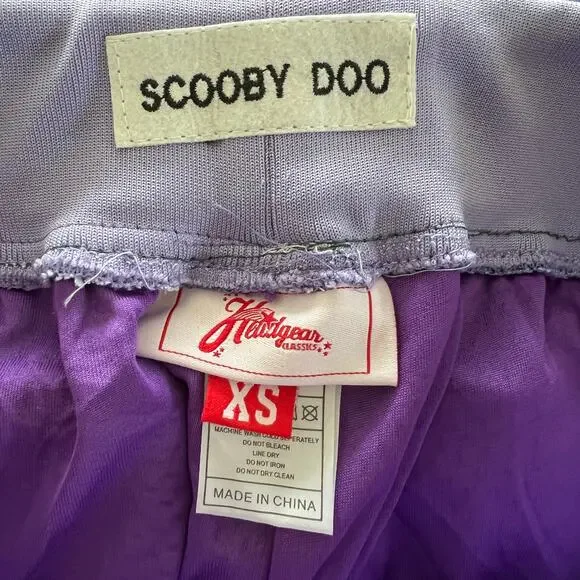 SCOOBY DOO
Headgear
CLASSICS
XS
MACHINE WASH COLD SEPERATELY
DO NOT BLEACH
LINE DRY
DO NOT IRON
DO NOT DRY CLEAN
MADE IN CHINA